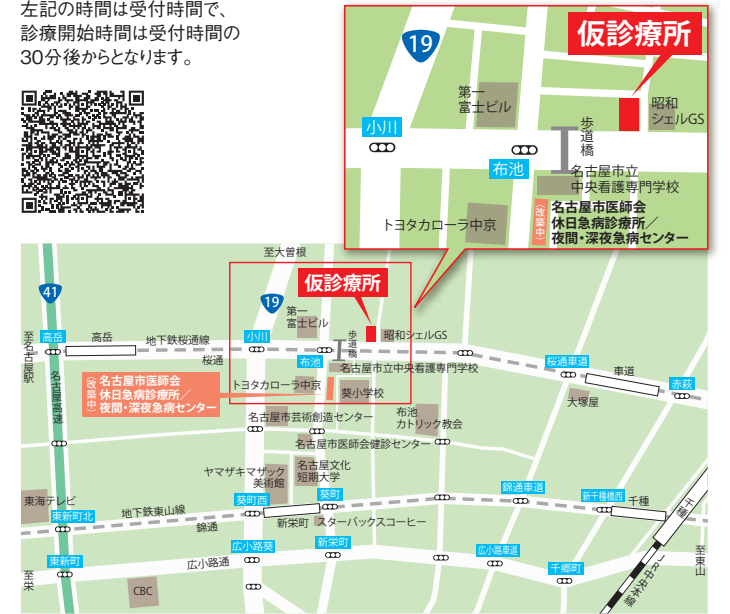 左記の時間は受付時間で、
診療開始時間は受付時間の
30分後からとなります。
仮診療所
19
第一
富士ビル
昭和
シェルGS
小川
歩道橋
布池
名古屋市立
中央看護専門学校
トヨタカローラ中京
(改築中)
名古屋市医師会
休日急病診療所／
夜間・深夜急病センター
至大曽根
41
19
仮診療所
第一
富士ビル
至名古屋駅
高岳
高岳
地下鉄桜通線
小川
歩道橋
昭和シェルGS
桜通
布池
名古屋市立中央看護専門学校
桜通車道
車道
赤萩
名古屋高速
(改築中)
名古屋市医師会
休日急病診療所／
夜間・深夜急病センター
トヨタカローラ中京
葵小学校
大塚屋
名古屋市芸術創造センター
布池
カトリック教会
名古屋市医師会健診センター
ヤマザキマザック
美術館
名古屋文化
短期大学
東海テレビ
東新町北
地下鉄東山線
葵町西
葵町
錦通車道
新千種橋西
千種
千種
錦通
新栄町
スターバックスコーヒー
東新町
広小路葵
新栄町
広小路車道
至東山
至栄
広小路通
千郷町
JR中央本線
CBC